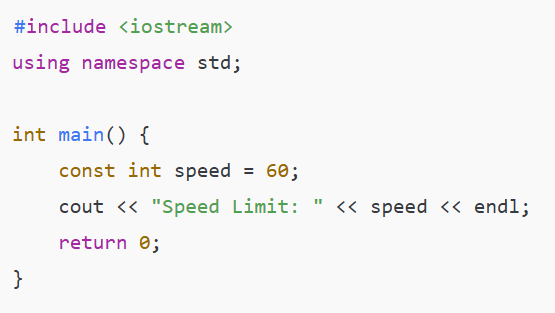 #include <iostream>
using namespace std;
int main() {
const int speed = 60;
cout << "Speed Limit: " << speed << endl;
return 0;
}